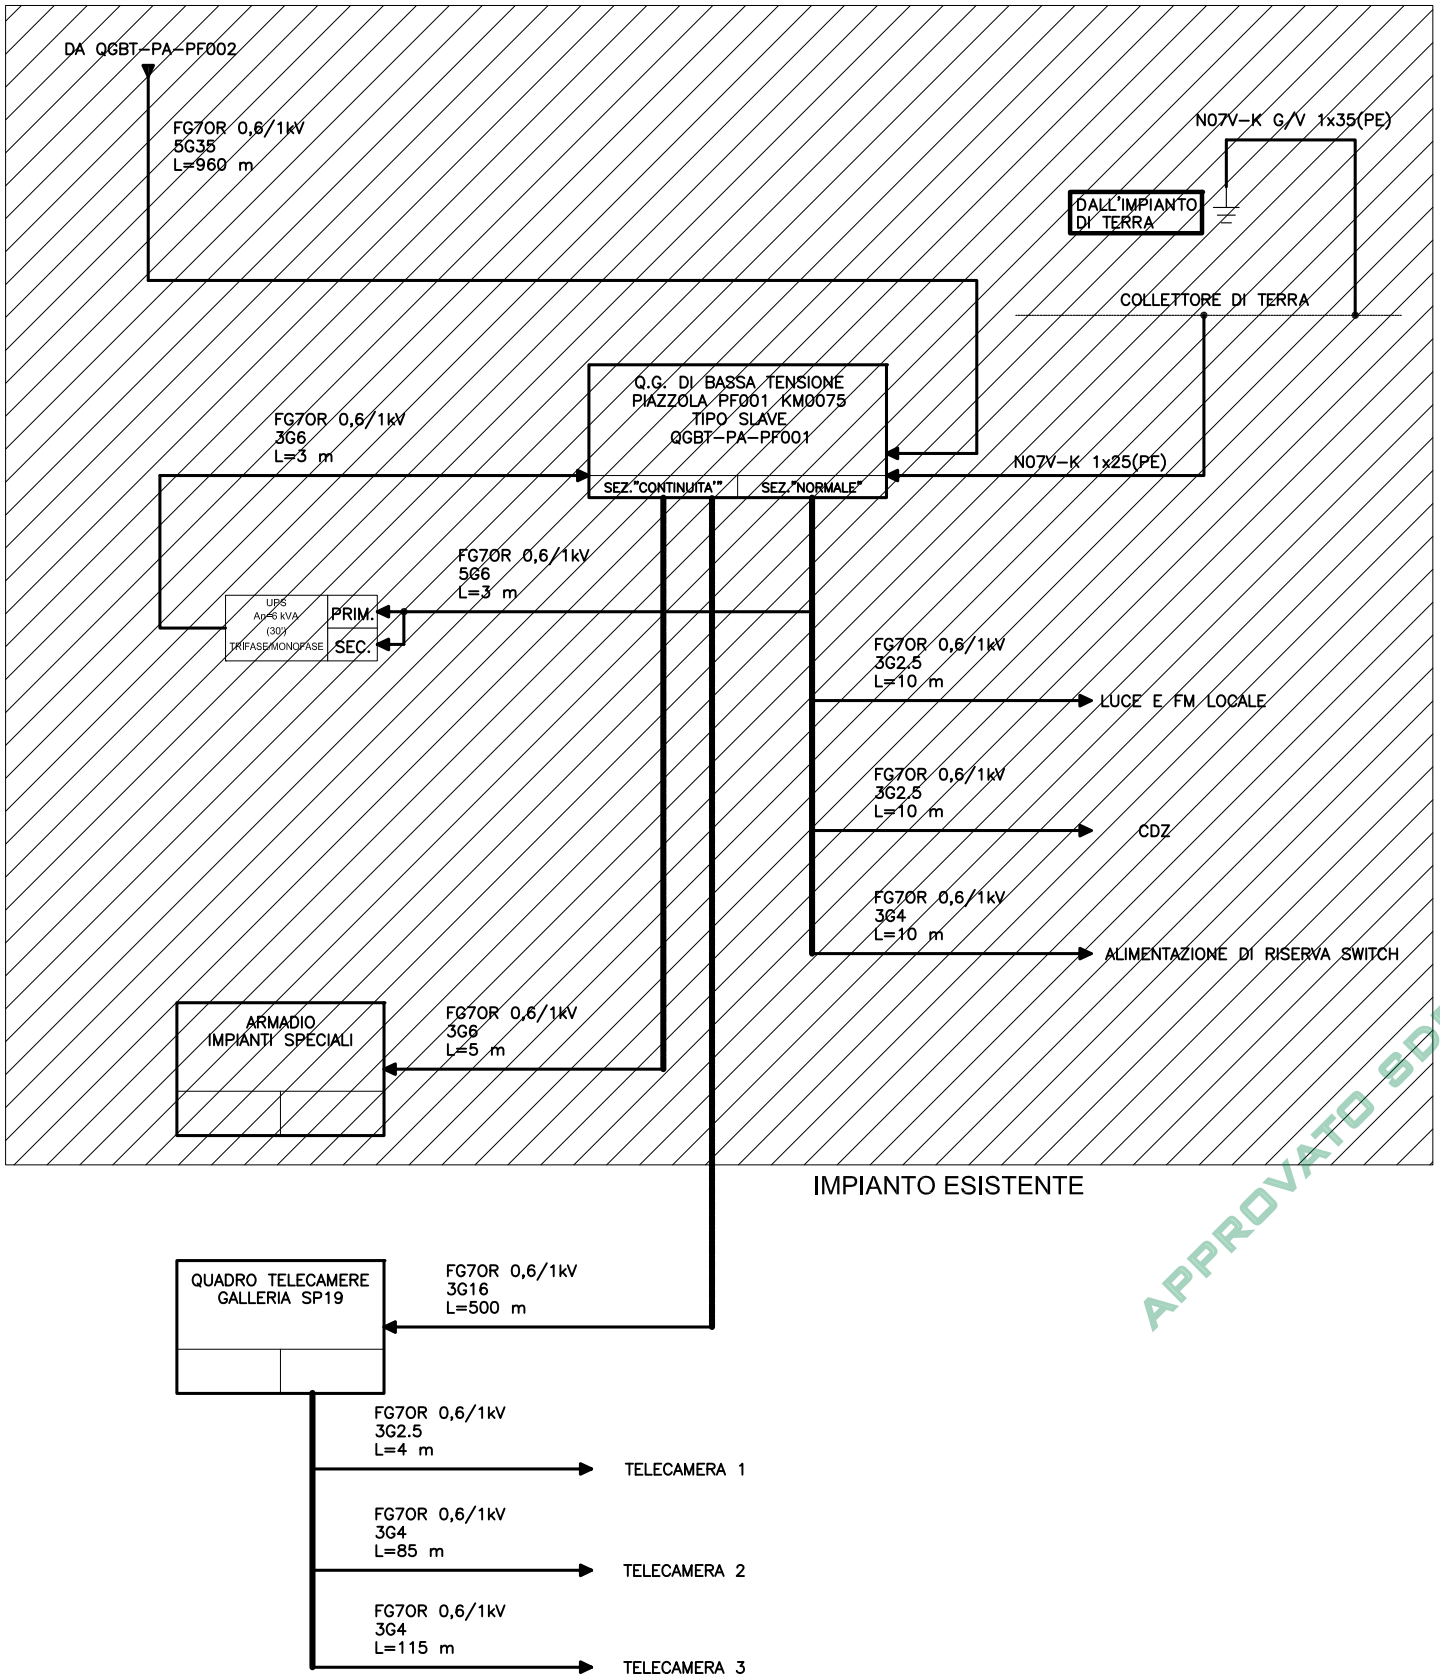 DA QGBT-PA-PF002
FG7OR 0,6/1kV
5G35
L=960 m
N07V-K G/V 1x35(PE)
DALL'IMPIANTO
DI TERRA
COLLETTORE DI TERRA
Q.G. DI BASSA TENSIONE
PIAZZOLA PF001 KM0075
TIPO SLAVE
QGBT-PA-PF001
SEZ."CONTINUITA'"
SEZ."NORMALE"
FG7OR 0,6/1kV
3G6
L=3 m
N07V-K 1x25(PE)
FG7OR 0,6/1kV
5G6
L=3 m
UPS
An=6 kVA
(30')
TRIFASE/MONOFASE
PRIM.
SEC.
FG7OR 0,6/1kV
3G2.5
L=10 m
LUCE E FM LOCALE
FG7OR 0,6/1kV
3G2.5
L=10 m
CDZ
FG7OR 0,6/1kV
3G4
L=10 m
ALIMENTAZIONE DI RISERVA SWITCH
ARMADIO
IMPIANTI SPECIALI
FG7OR 0,6/1kV
3G6
L=5 m
IMPIANTO ESISTENTE
APPROVATO
QUADRO TELECAMERE
GALLERIA SP19
FG7OR 0,6/1kV
3G16
L=500 m
FG7OR 0,6/1kV
3G2.5
L=4 m
TELECAMERA 1
FG7OR 0,6/1kV
3G4
L=85 m
TELECAMERA 2
FG7OR 0,6/1kV
3G4
L=115 m
TELECAMERA 3